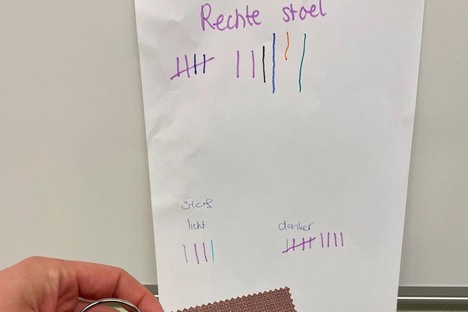 Rechte stoel
stof
licht
donker